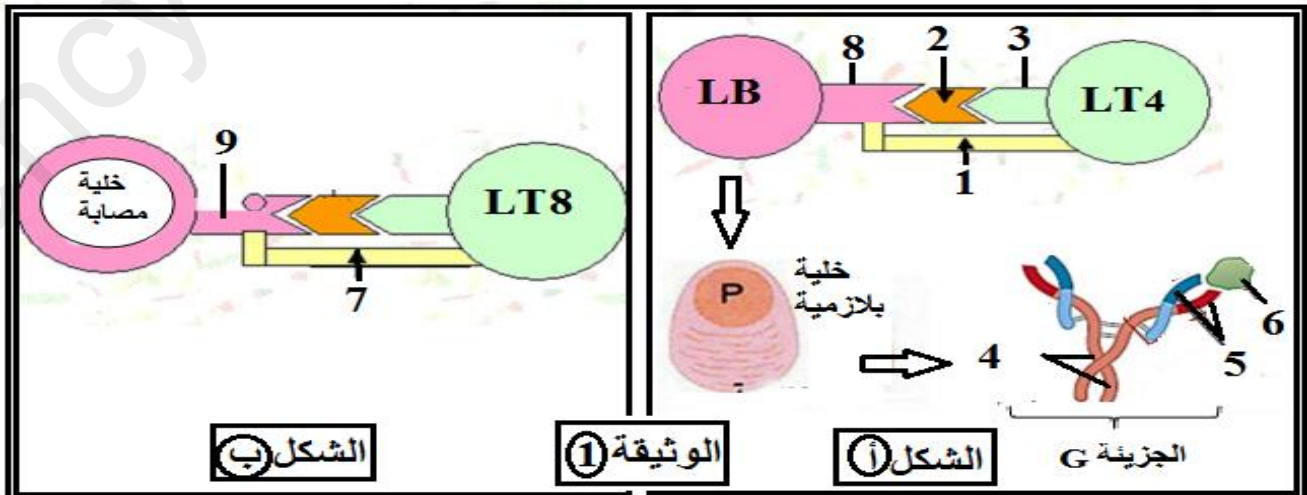 LB
8
2
3
LT4
1
خلية
بلازمية
P
4
5
6
الجزيئة G
الشكل أ
الوثيقة 1
خلية
مصابة
9
LT8
7
الشكل ب
ncy